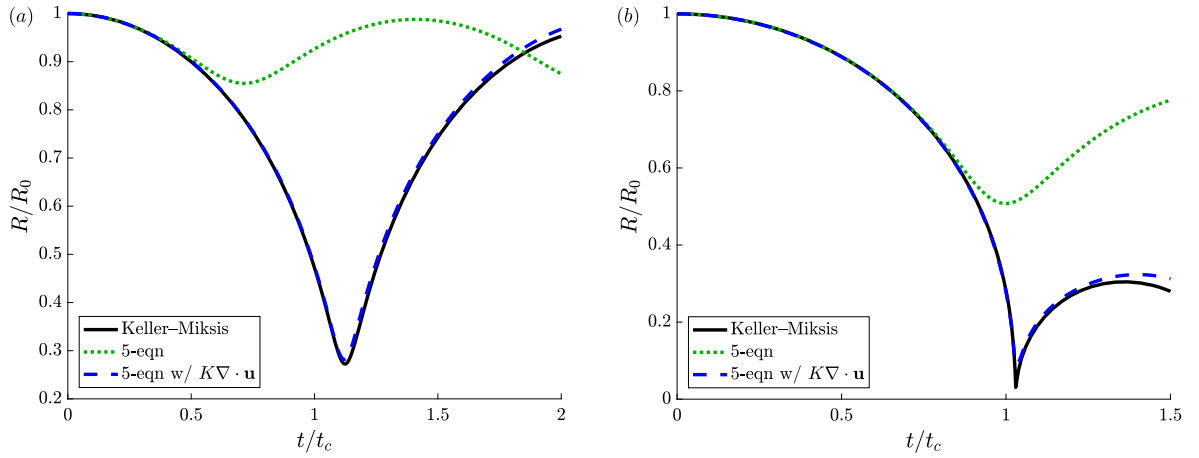 (a)
1
0.9
0.8
0.7
0.6
0.5
0.4
0.3
0.2
R/R₀
0
0.5
1
1.5
2
t/t_c
Keller–Miksis
5-eqn
5-eqn w/ K∇ · u
(b)
1
0.8
0.6
0.4
0.2
0
R/R₀
0
0.5
1
1.5
t/t_c
Keller–Miksis
5-eqn
5-eqn w/ K∇ · u